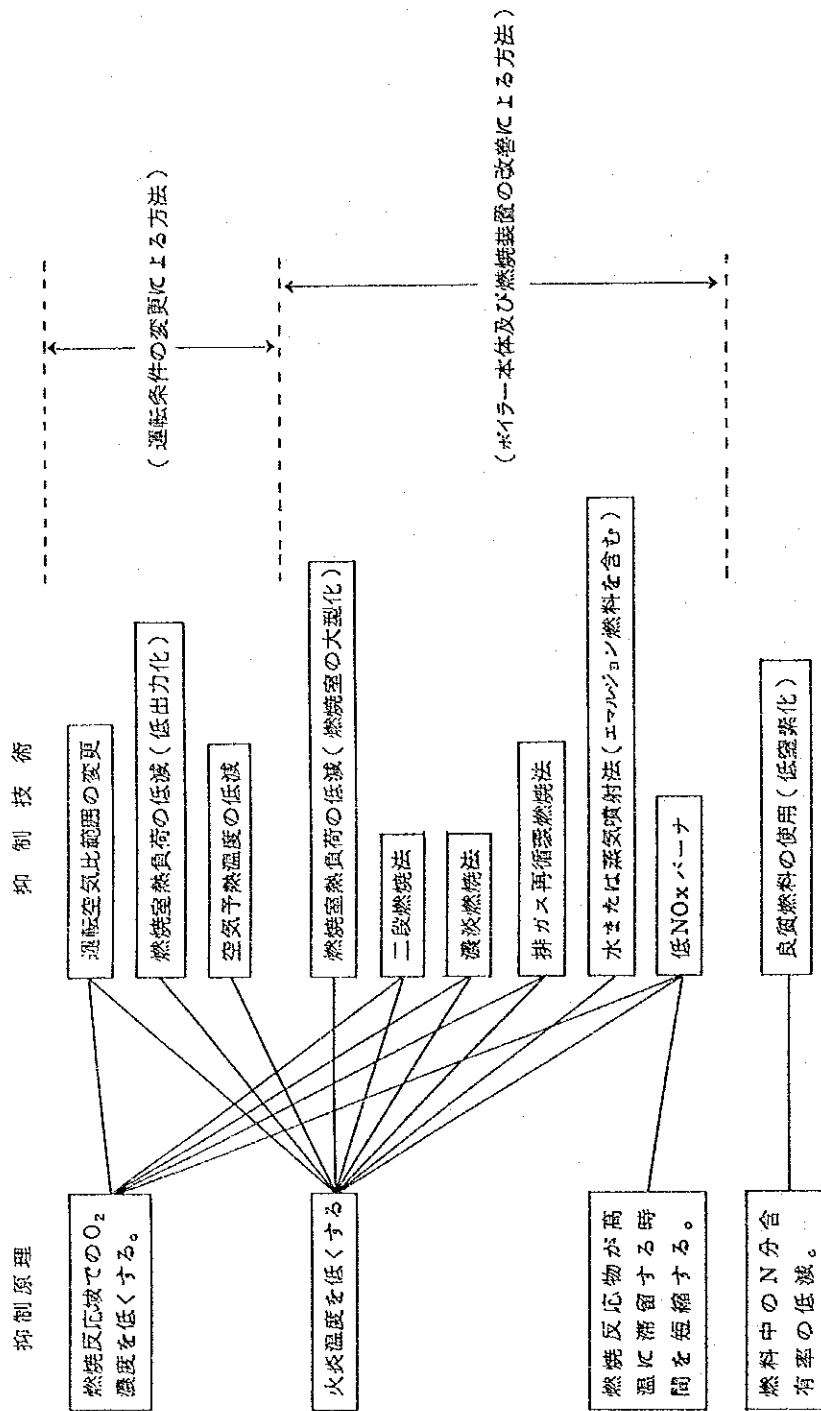 抑制原理
抑制技術
燃焼反応域でのO₂
濃度を低くする。
火炎温度を低くする
燃焼反応物が高
温に滞留する時
間を短縮する。
燃料中のN分含
有率の低減。
運転空気比範囲の変更
燃焼室熱負荷の低減(低出力化)
空気予熱温度の低減
燃焼室熱負荷の低減(燃焼室の大型化)
二段燃焼法
濃淡燃焼法
排ガス再循環燃焼法
水または蒸気噴射法(エマルジョン燃料を含む)
低NOxバーナ
良質燃料の使用(低窒素化)
(運転条件の変更による方法)
(ボイラー本体及び燃焼装置の改善による方法)